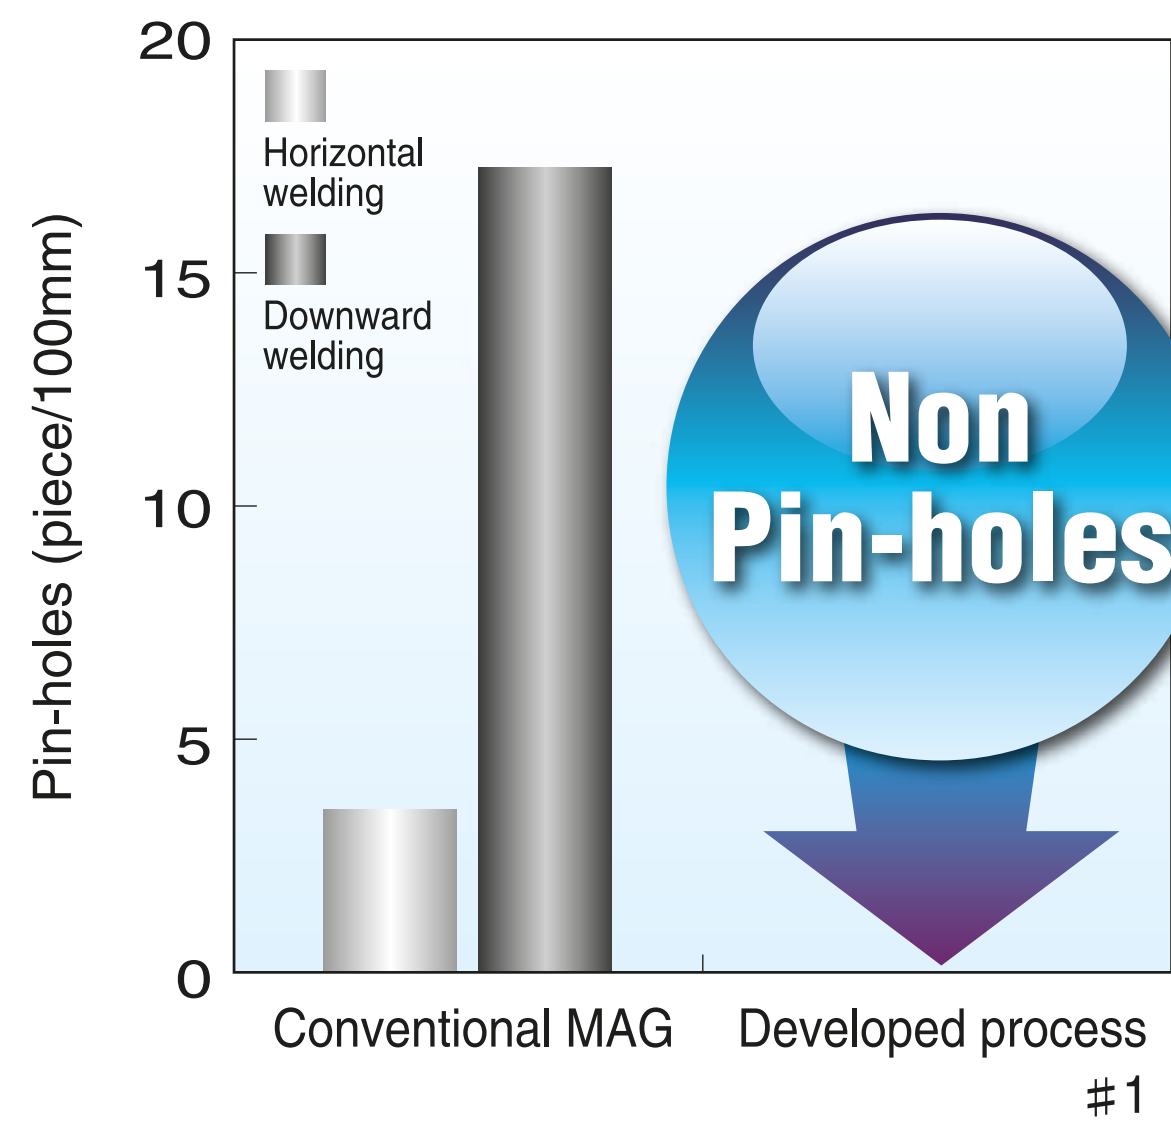 Pin-holes (piece/100mm)
20
15
10
5
0
Horizontal
welding
Downward
welding
Non
Pin-holes
Conventional MAG
Developed process
#1